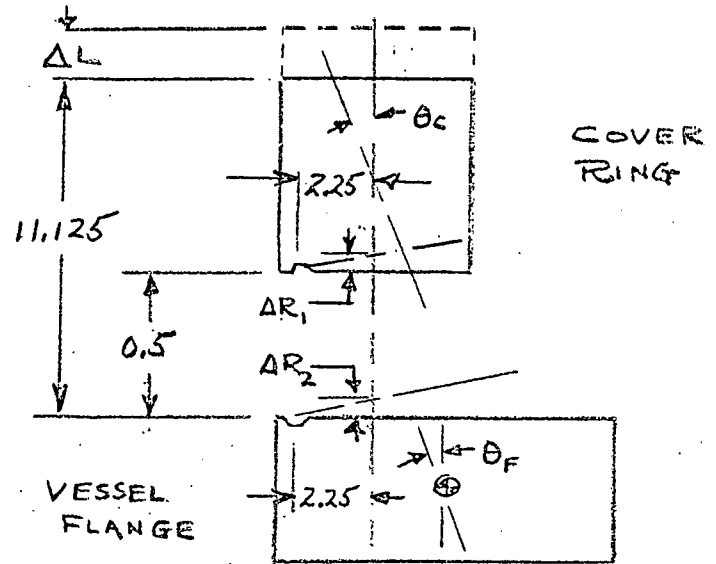 ΔL
θc
COVER
RING
2.25
11.125
ΔR₁
0.5
ΔR₂
θF
VESSEL
FLANGE
2.25